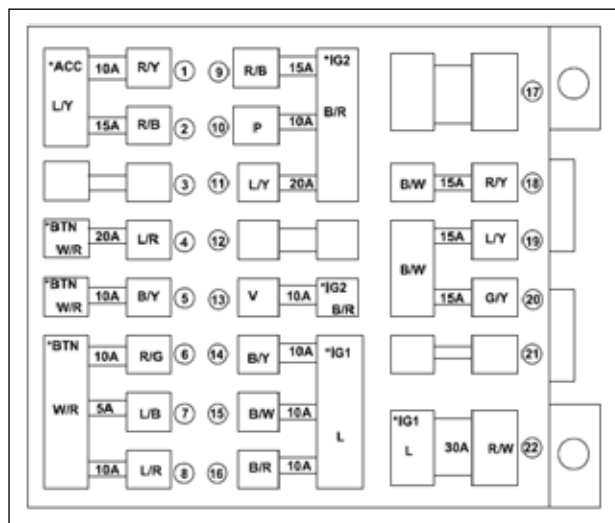 *ACC 10A R/Y 1 9 R/B 15A *IG2 17
L/Y B/R
15A R/B 2 10 P 10A
3 11 L/Y 20A B/W 15A R/Y 18
*BTN W/R 20A L/R 4 12 15A L/Y 19
B/W
*BTN W/R 10A B/Y 5 13 V 10A *IG2 B/R 15A G/Y 20
*BTN 10A R/G 6 14 B/Y 10A *IG1 21
W/R 5A L/B 7 15 B/W 10A L
*IG1 L 30A R/W 22
10A L/R 8 16 B/R 10A